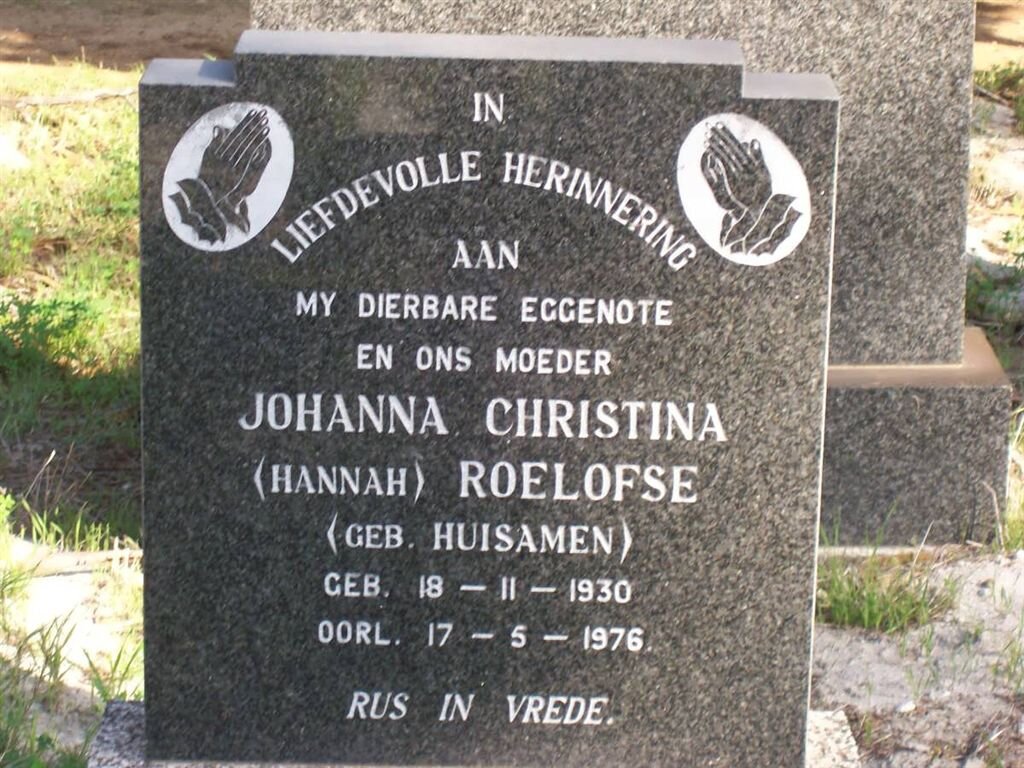 IN
LIEFDEVOLLE HERINNERING
AAN
MY DIERBARE EGGENOTE
EN ONS MOEDER
JOHANNA CHRISTINA
(HANNAH) ROELOFSE
(GEB. HUISAMEN)
GEB. 18 – 11 – 1930
OORL. 17 – 5 – 1976.
RUS IN VREDE.